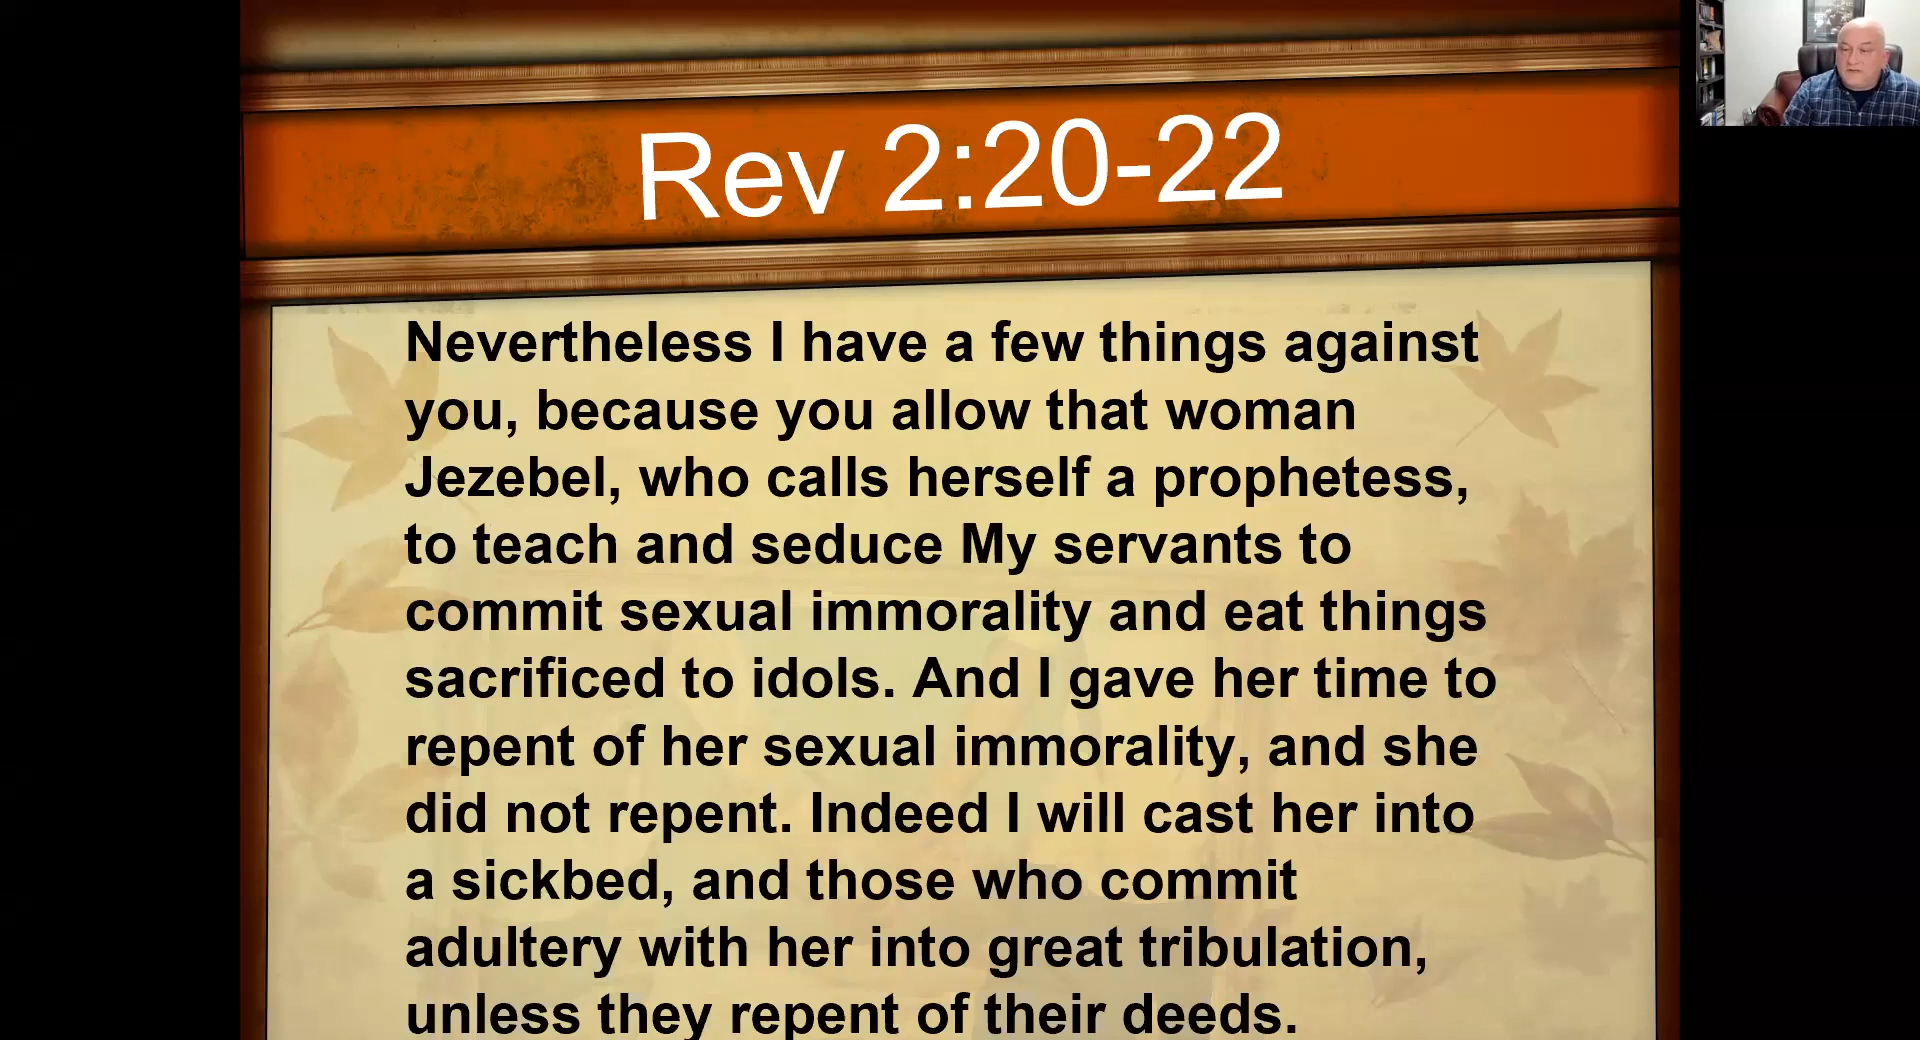 Rev 2:20-22
Nevertheless I have a few things against
you, because you allow that woman
Jezebel, who calls herself a prophetess,
to teach and seduce My servants to
commit sexual immorality and eat things
sacrificed to idols. And I gave her time to
repent of her sexual immorality, and she
did not repent. Indeed I will cast her into
a sickbed, and those who commit
adultery with her into great tribulation,
unless they repent of their deeds.